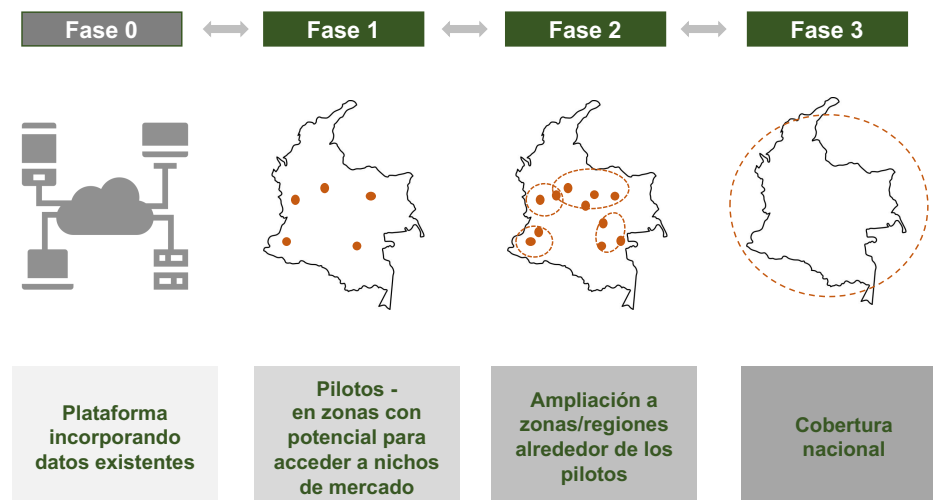 Fase 0
Fase 1
Fase 2
Fase 3
Plataforma
incorporando
datos existentes
Pilotos -
en zonas con
potencial para
acceder a nichos
de mercado
Ampliación a
zonas/regiones
alrededor de los
pilotos
Cobertura
nacional